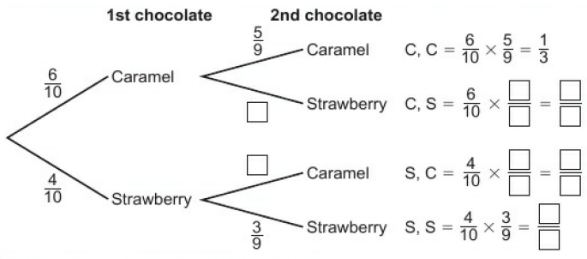 1st chocolate 2nd chocolate
5/9
Caramel C, C = 6/10 × 5/9 = 1/3
6/10 Caramel
□ Strawberry C, S = 6/10 × □/□ = □/□
□ Caramel S, C = 4/10 × □/□ = □/□
4/10 Strawberry
3/9 Strawberry S, S = 4/10 × 3/9 = □/□